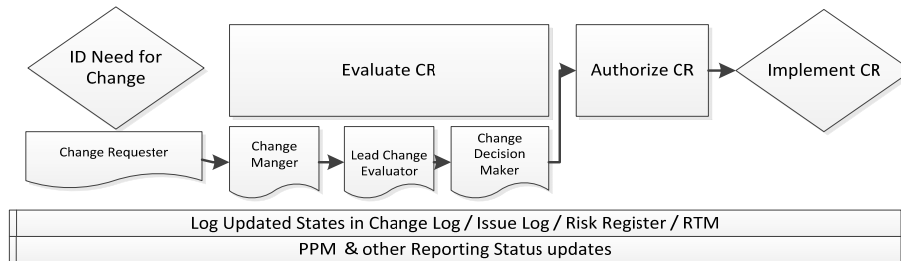 ID Need for
Change
Evaluate CR
Authorize CR
Implement CR
Change Requester
Change
Manger
Lead Change
Evaluator
Change
Decision
Maker
Log Updated States in Change Log / Issue Log / Risk Register / RTM
PPM & other Reporting Status updates